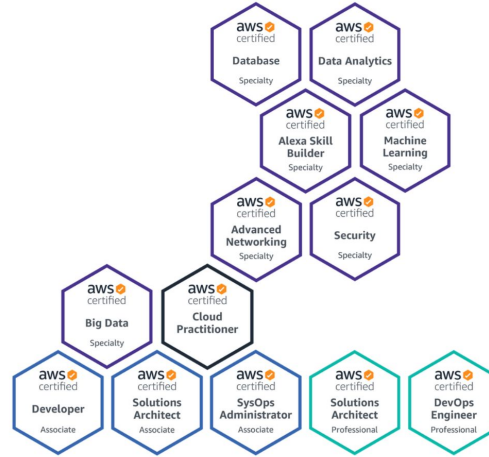 aws
certified
Database
Specialty
aws
certified
Data Analytics
Specialty
aws
certified
Alexa Skill
Builder
Specialty
aws
certified
Machine
Learning
Specialty
aws
certified
Advanced
Networking
Specialty
aws
certified
Security
Specialty
aws
certified
Big Data
Specialty
aws
certified
Cloud
Practitioner
aws
certified
Developer
Associate
aws
certified
Solutions
Architect
Associate
aws
certified
SysOps
Administrator
Associate
aws
certified
Solutions
Architect
Professional
aws
certified
DevOps
Engineer
Professional